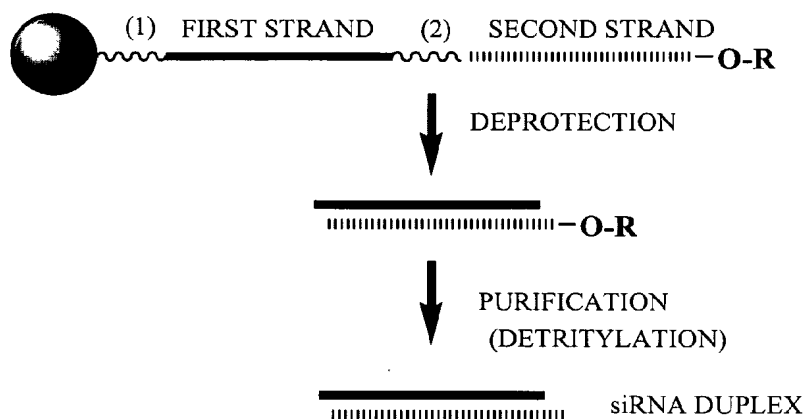 (1) FIRST STRAND (2) SECOND STRAND
O-R
DEPROTECTION
O-R
PURIFICATION
(DETRITYLATION)
siRNA DUPLEX